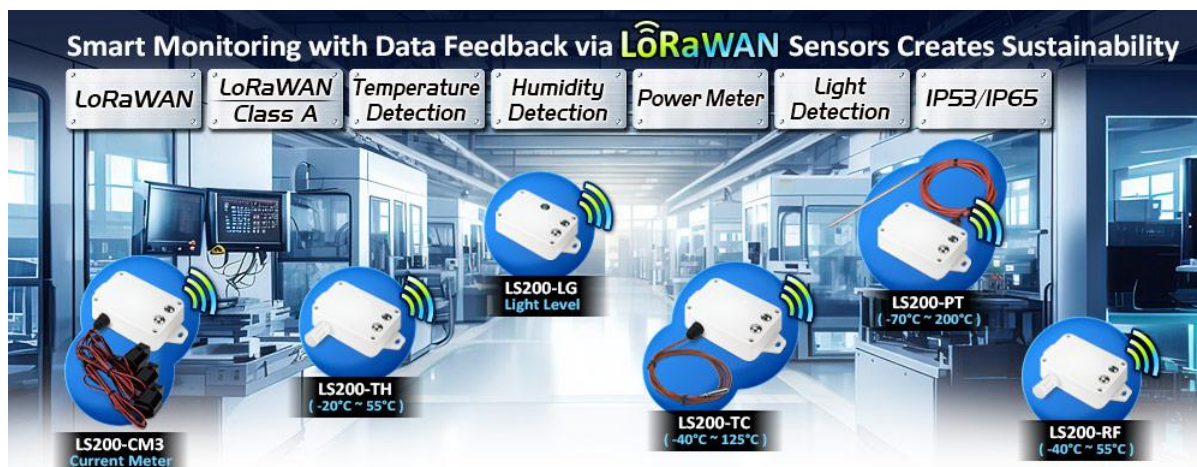 Smart Monitoring with Data Feedback via LoRaWAN Sensors Creates Sustainability
LoRaWAN
LoRaWAN
Class A
Temperature
Detection
Humidity
Detection
Power Meter
Light
Detection
IP53/IP65
LS200-LG
Light Level
LS200-PT
( -70°C ~ 200°C )
LS200-TH
( -20°C ~ 55°C )
LS200-TC
( -40°C ~ 125°C )
LS200-CM3
Current Meter
LS200-RF
( -40°C ~ 55°C )